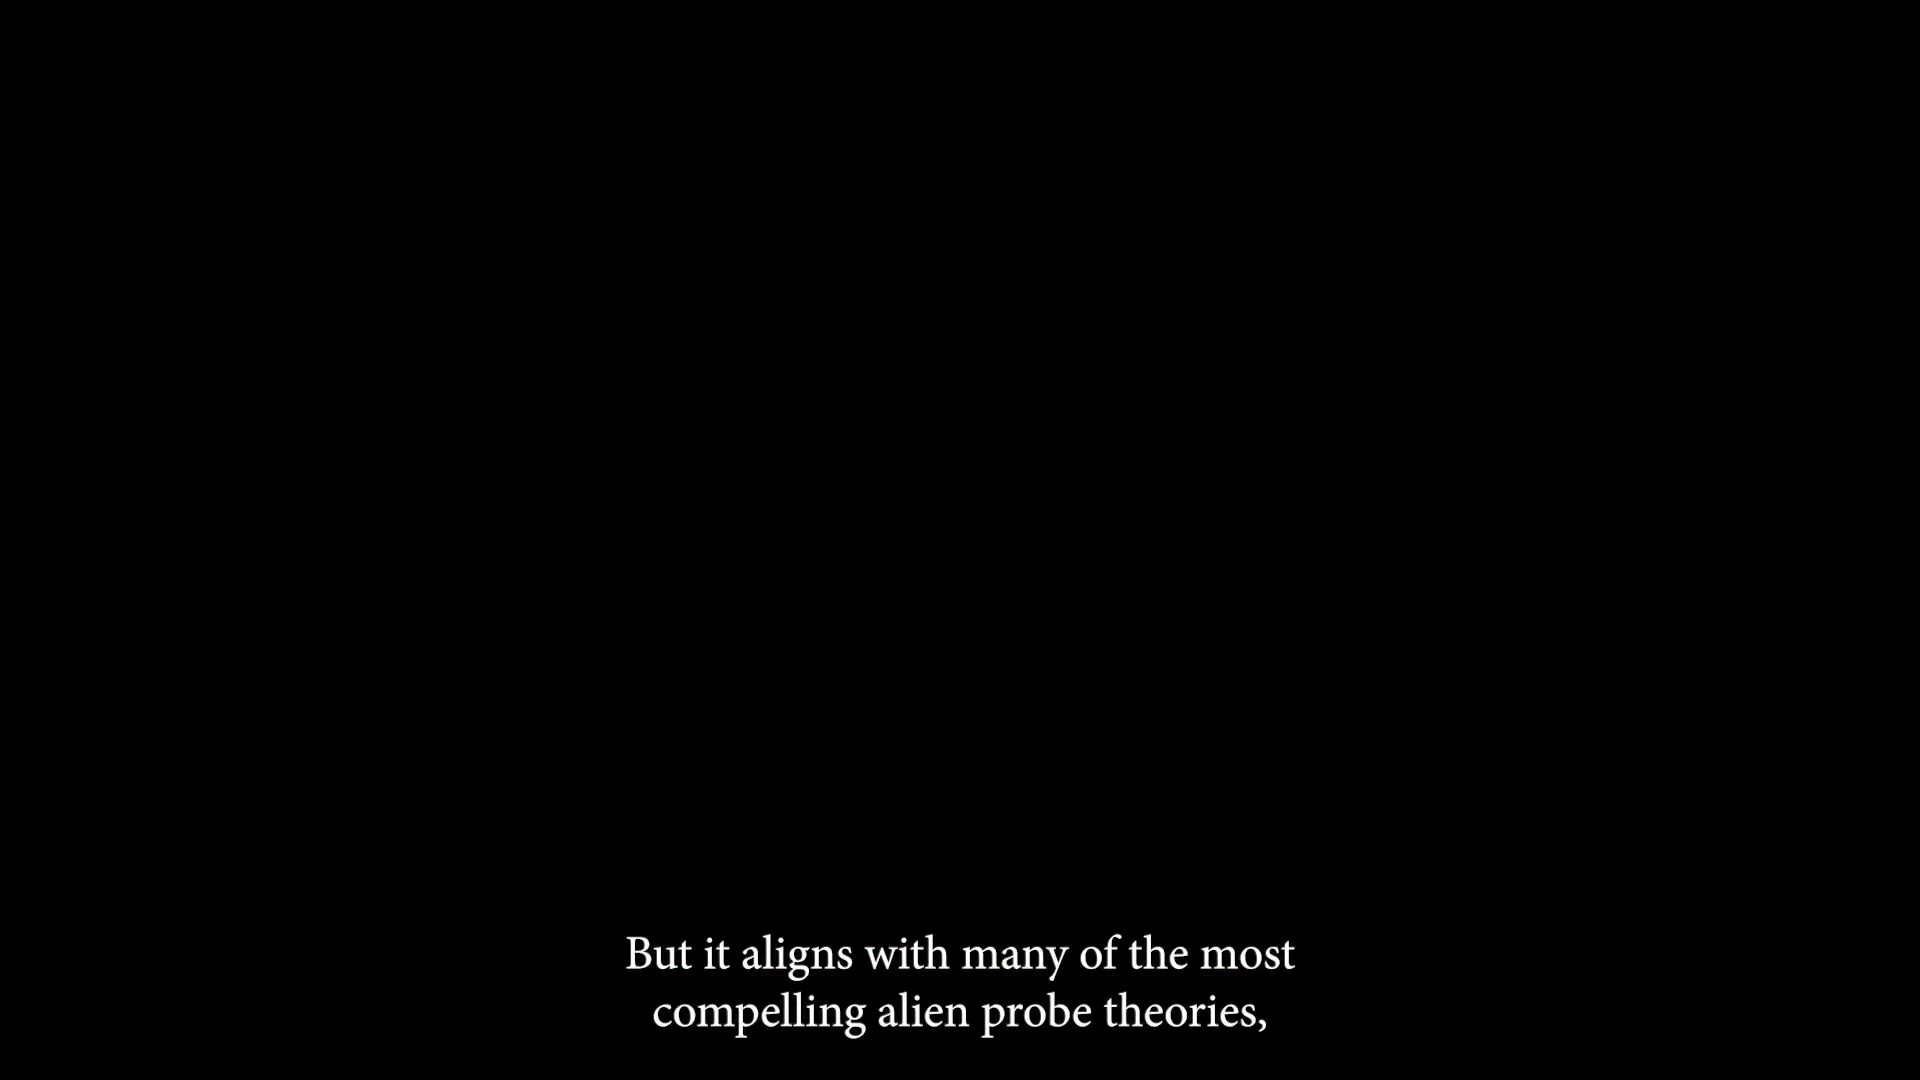 But it aligns with many of the most
compelling alien probe theories,